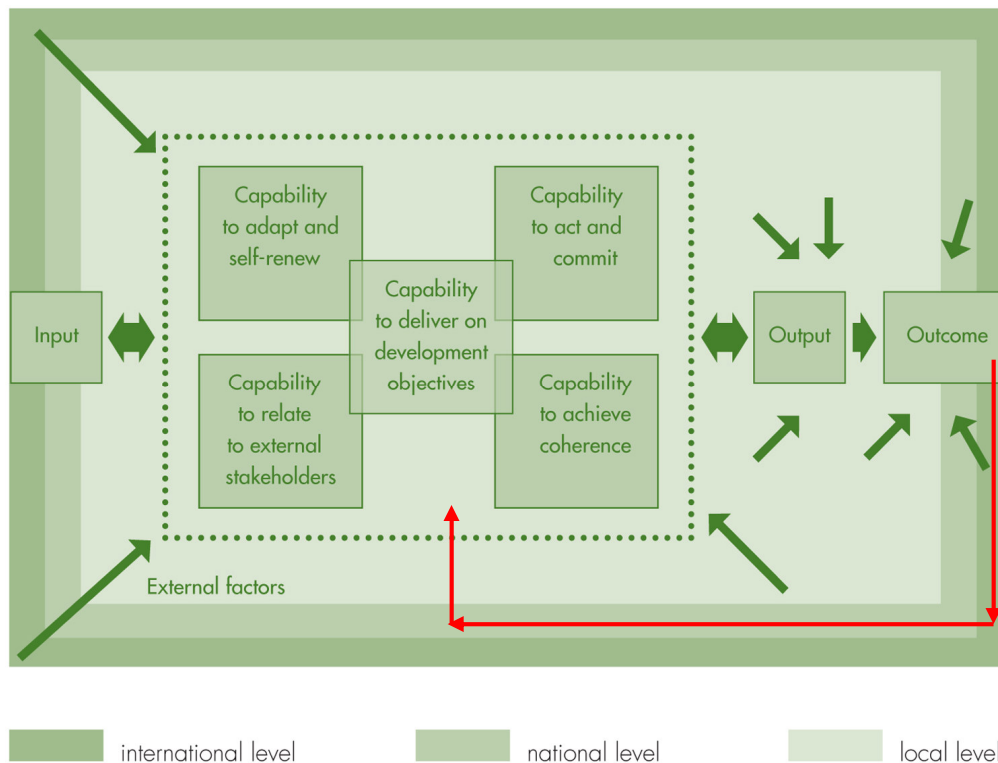 Capability
to adapt and
self-renew
Capability
to act and
commit
Capability
to deliver on
development
objectives
Input
Output
Outcome
Capability
to relate
to external
stakeholders
Capability
to achieve
coherence
External factors
international level
national level
local level